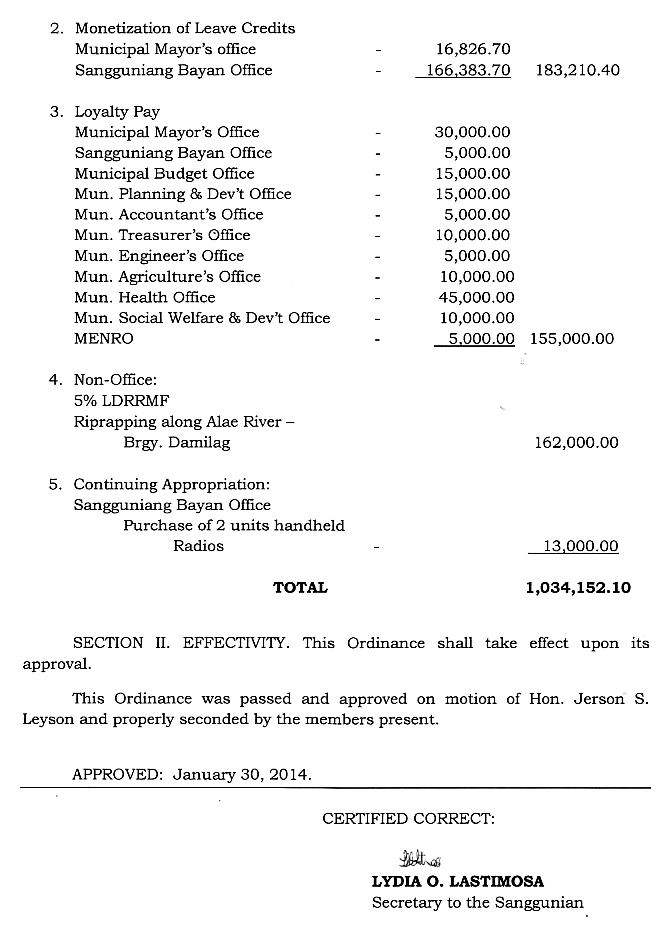 2. Monetization of Leave Credits
Municipal Mayor's office - 16,826.70
Sangguniang Bayan Office - 166,383.70 183,210.40
3. Loyalty Pay
Municipal Mayor's Office - 30,000.00
Sangguniang Bayan Office - 5,000.00
Municipal Budget Office - 15,000.00
Mun. Planning & Dev't Office - 15,000.00
Mun. Accountant's Office - 5,000.00
Mun. Treasurer's Office - 10,000.00
Mun. Engineer's Office - 5,000.00
Mun. Agriculture's Office - 10,000.00
Mun. Health Office - 45,000.00
Mun. Social Welfare & Dev't Office - 10,000.00
MENRO - 5,000.00 155,000.00
4. Non-Office:
5% LDRRMF
Riprapping along Alae River –
Brgy. Damilag 162,000.00
5. Continuing Appropriation:
Sangguniang Bayan Office
Purchase of 2 units handheld
Radios - 13,000.00
TOTAL 1,034,152.10
SECTION II. EFFECTIVITY. This Ordinance shall take effect upon its
approval.
This Ordinance was passed and approved on motion of Hon. Jerson S.
Leyson and properly seconded by the members present.
APPROVED: January 30, 2014.
CERTIFIED CORRECT:
LYDIA O. LASTIMOSA
Secretary to the Sanggunian